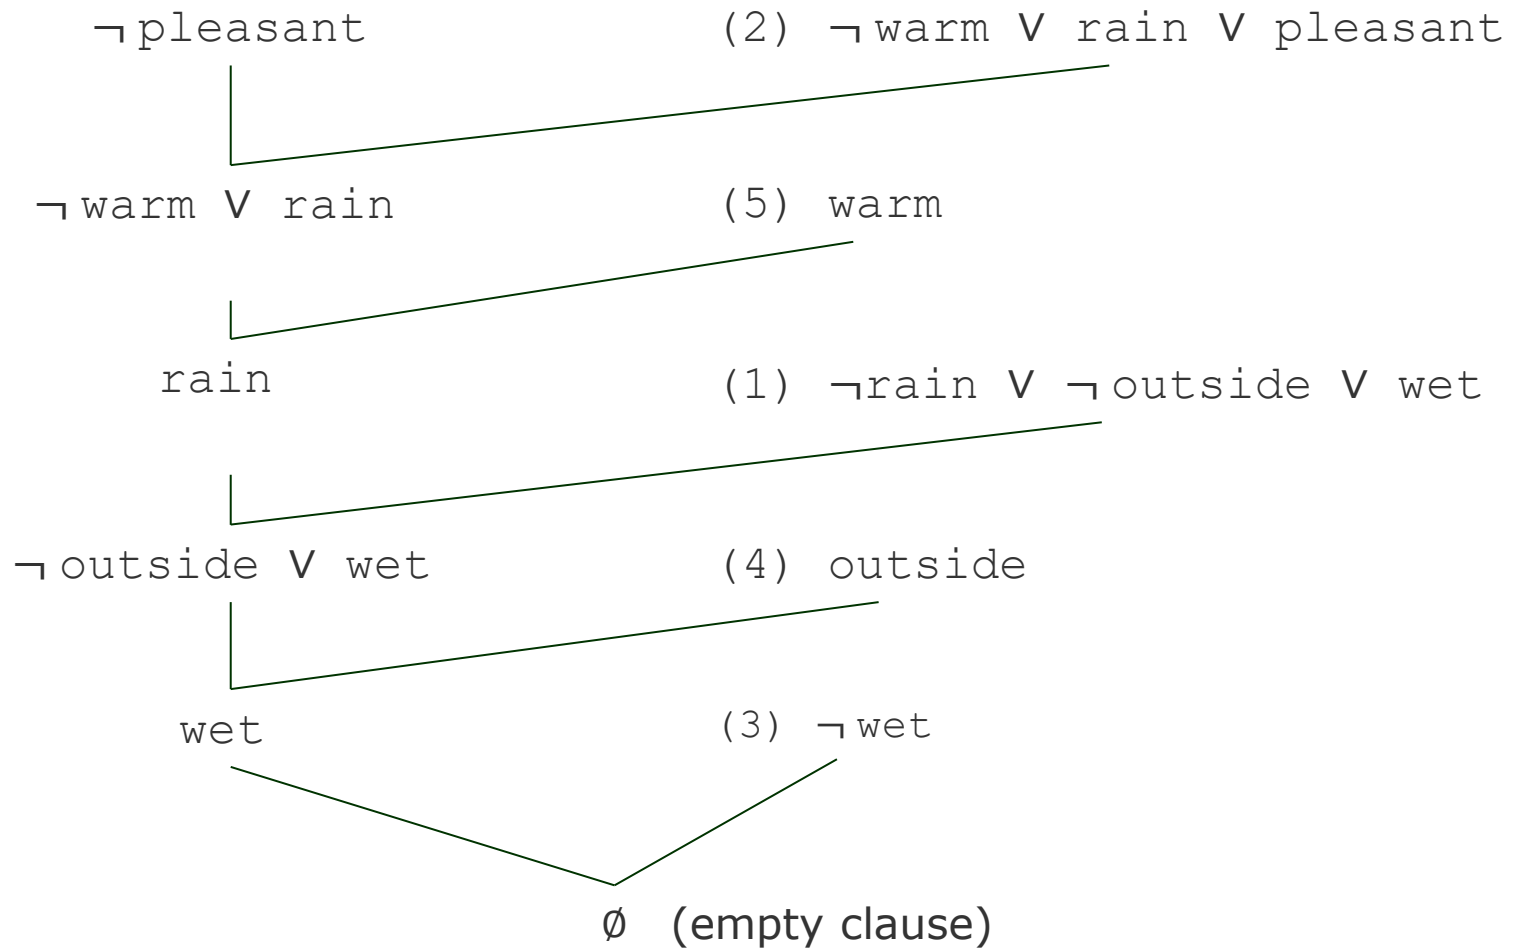 ¬ pleasant (2) ¬ warm V rain V pleasant
¬ warm V rain (5) warm
rain (1) ¬rain V ¬ outside V wet
¬ outside V wet (4) outside
wet (3) ¬ wet
∅ (empty clause)